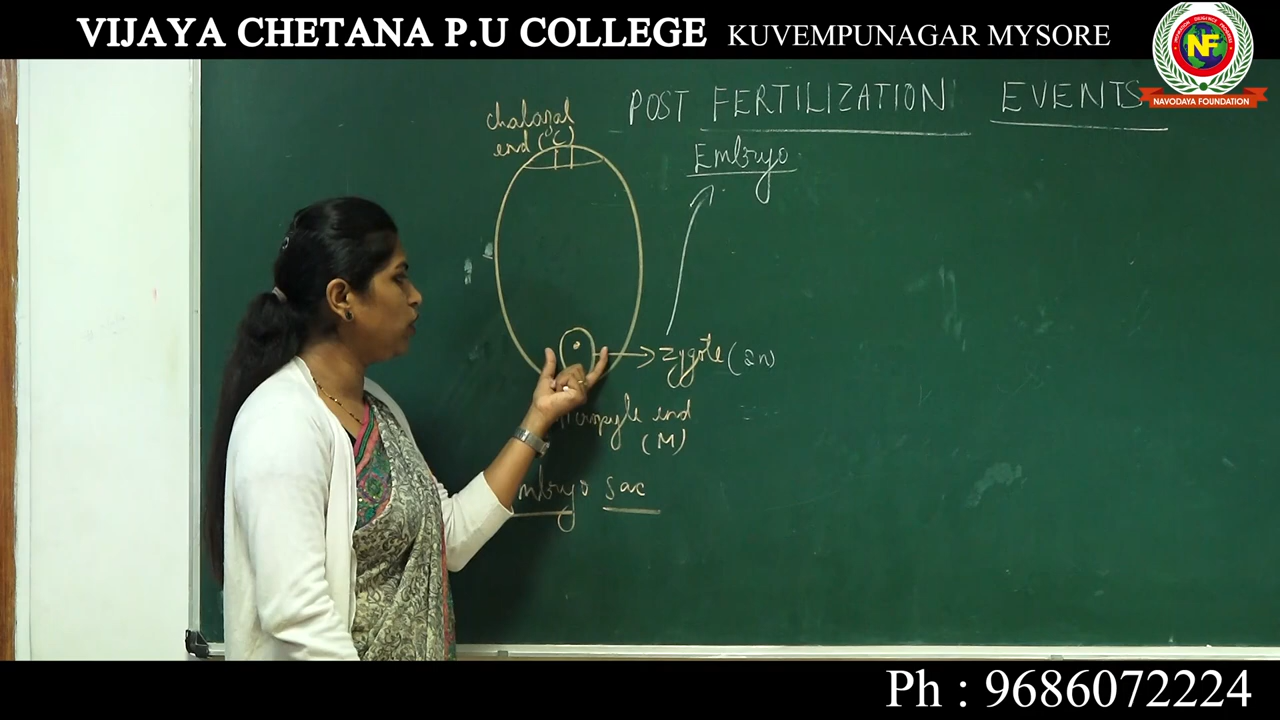 VIJAYA CHETANA P.U COLLEGE KUVEMPUNAGAR MYSORE
NF
NAVODAYA FOUNDATION
POST FERTILIZATION EVENTS
chalazal
end (C)
Embryo
zygote (2n)
end
(M)
sac
Ph : 9686072224